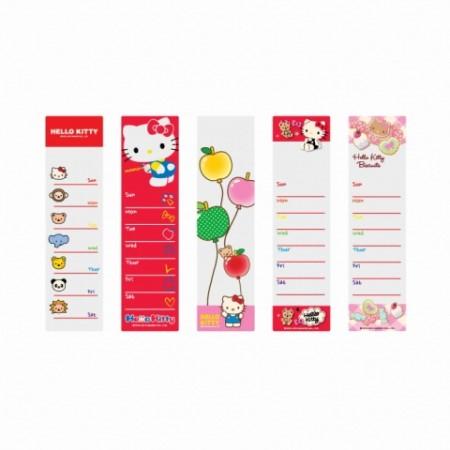 HELLO KITTY
Sun
Mon
Tue
Wed
Thur
Fri
Sat
Sun
Mon
Tue
Wed
Thur
Fri
Sat
Hello Kitty
HELLO
KITTY
Sun
Mon
Tue
Wed
Thur
Fri
Sat
Hello
Kitty
Hello Kitty
Biscuits
Sun
Mon
Tue
Wed
Thur
Fri
Sat